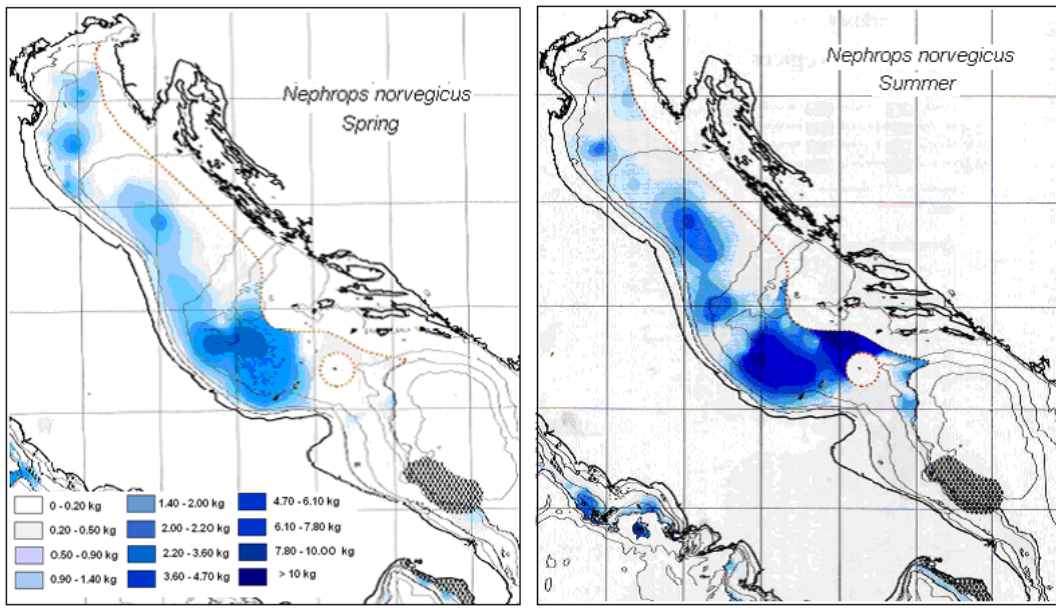 Nephrops norvegicus
Spring
0 - 0.20 kg
0.20 - 0.50 kg
0.50 - 0.90 kg
0.90 - 1.40 kg
1.40 - 2.00 kg
2.00 - 2.20 kg
2.20 - 3.60 kg
3.60 - 4.70 kg
4.70 - 6.10 kg
6.10 - 7.80 kg
7.80 - 10.00 kg
> 10 kg
Nephrops norvegicus
Summer